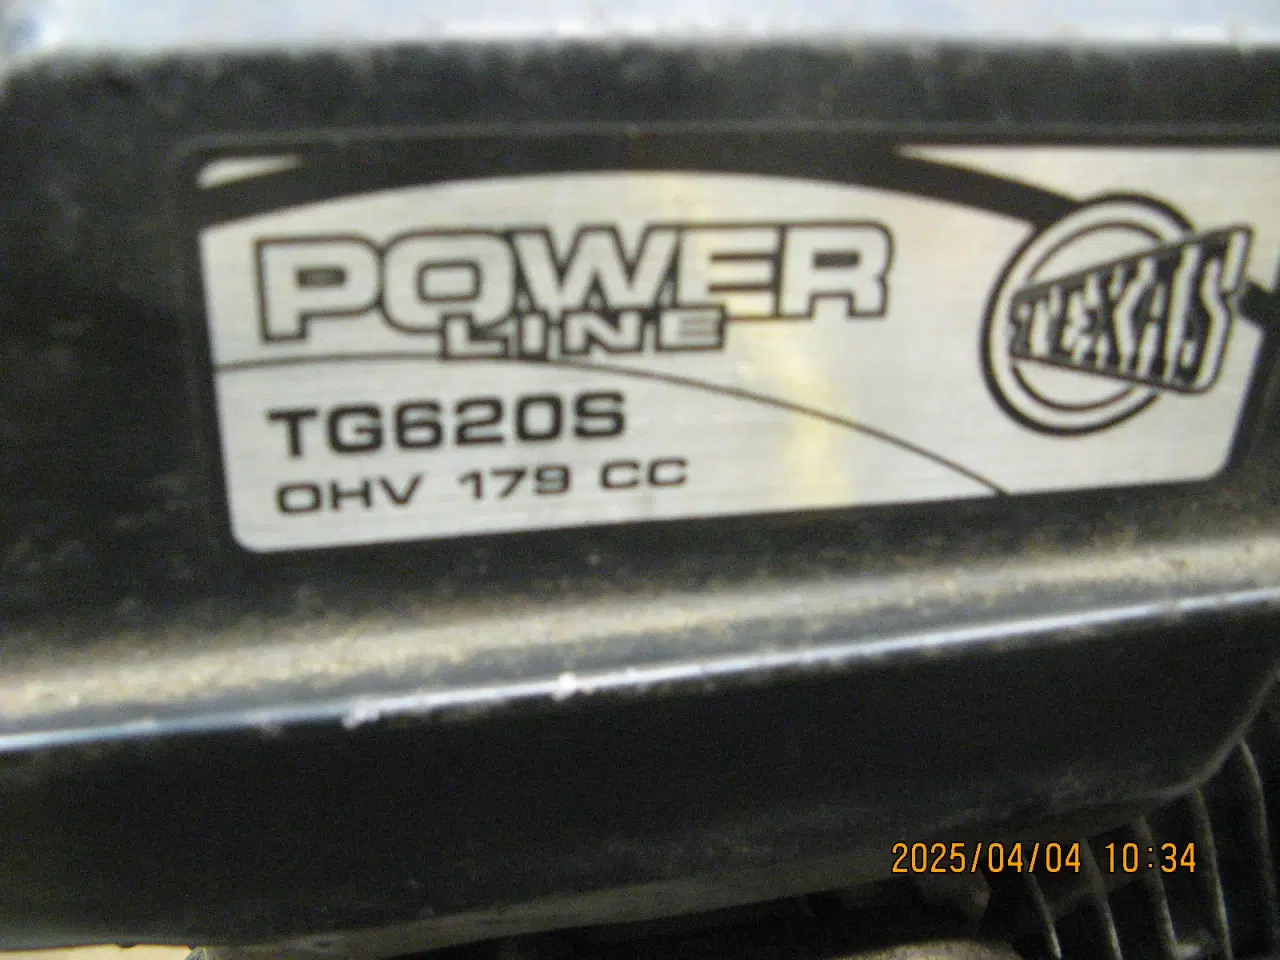 POWER
LINE
TEXAS
TG620S
OHV 179 CC
2025/04/04 10:34